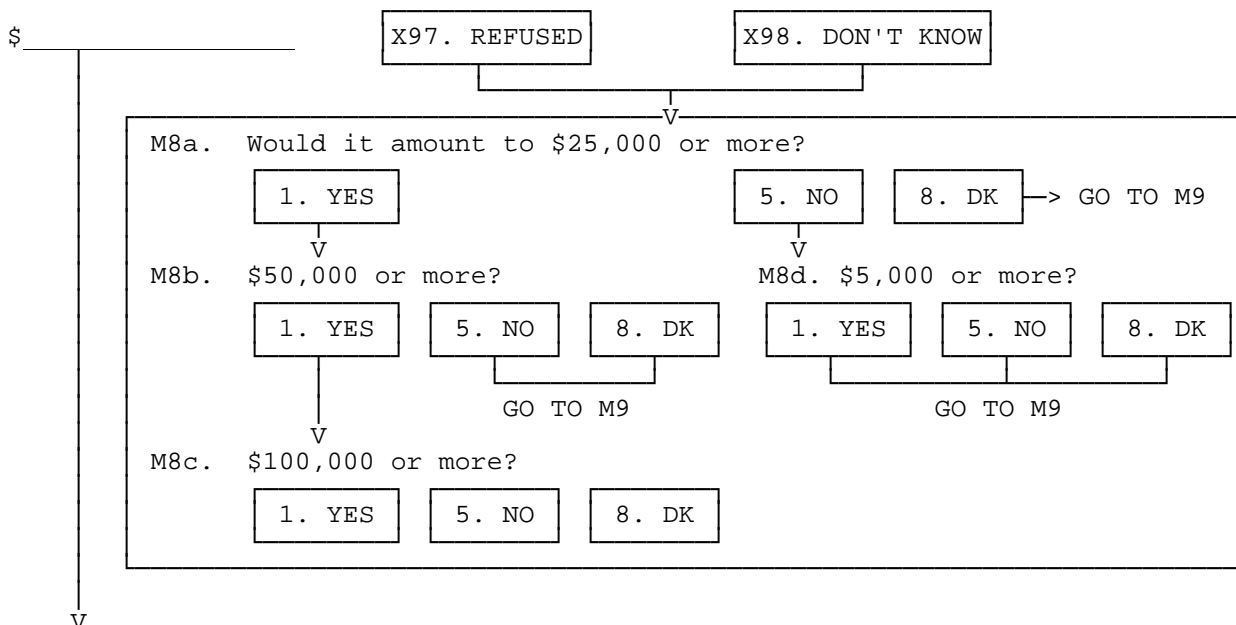 $____________________ X97. REFUSED X98. DON'T KNOW
M8a. Would it amount to $25,000 or more?
1. YES 5. NO 8. DK —> GO TO M9
V V
M8b. $50,000 or more? M8d. $5,000 or more?
1. YES 5. NO 8. DK 1. YES 5. NO 8. DK
GO TO M9 GO TO M9
M8c. $100,000 or more?
1. YES 5. NO 8. DK